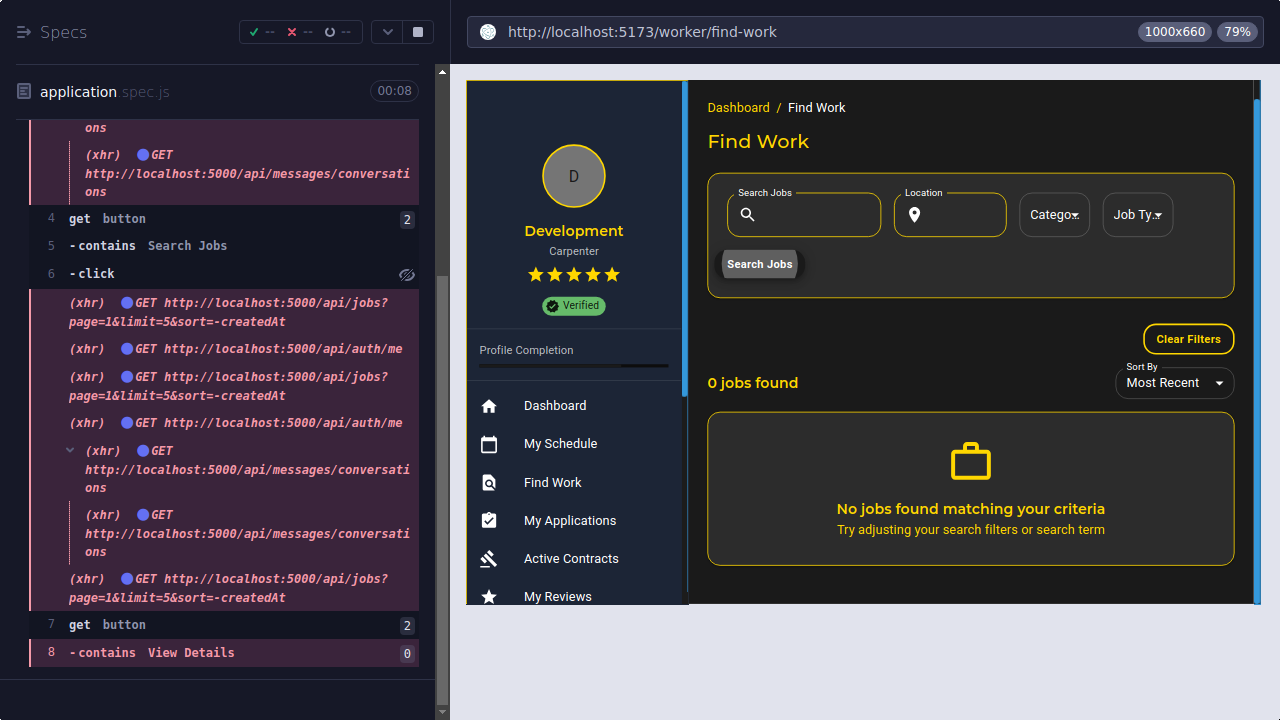 Specs
-- -- --
application.spec.js
00:08
ons
(xhr) GET
http://localhost:5000/api/messages/conversati
ons
4 get button 2
5 -contains Search Jobs
6 -click
(xhr) GET http://localhost:5000/api/jobs?
page=1&limit=5&sort=-createdAt
(xhr) GET http://localhost:5000/api/auth/me
(xhr) GET http://localhost:5000/api/jobs?
page=1&limit=5&sort=-createdAt
(xhr) GET http://localhost:5000/api/auth/me
(xhr) GET
http://localhost:5000/api/messages/conversati
ons
(xhr) GET
http://localhost:5000/api/messages/conversati
ons
(xhr) GET http://localhost:5000/api/jobs?
page=1&limit=5&sort=-createdAt
7 get button 2
8 -contains View Details 0
http://localhost:5173/worker/find-work
1000x660
79%
D
Development
Carpenter
Verified
Profile Completion
Dashboard
My Schedule
Find Work
My Applications
Active Contracts
My Reviews
Dashboard / Find Work
Find Work
Search Jobs
Location
Catego..
Job Ty..
Search Jobs
Clear Filters
0 jobs found
Sort By
Most Recent
No jobs found matching your criteria
Try adjusting your search filters or search term